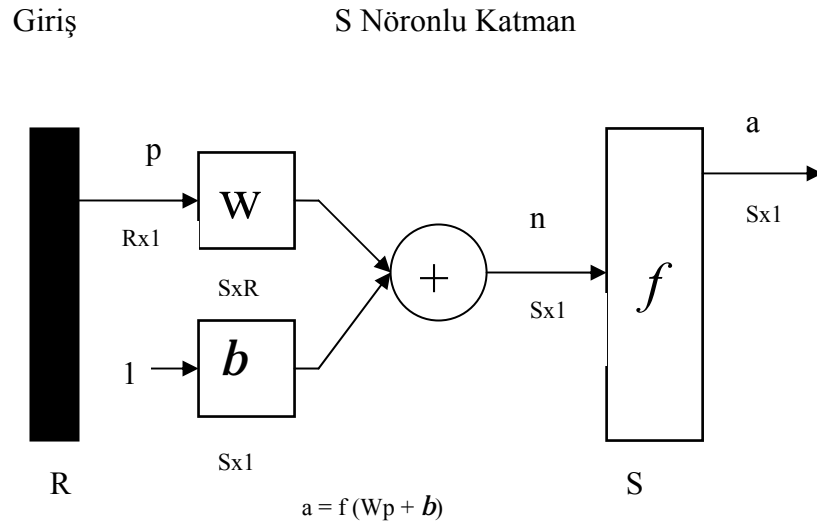 Giriş
S Nöronlu Katman
a
p
W
n
Sx1
Rx1
+
f
SxR
Sx1
1
b
Sx1
R
S
a = f (Wp + b)